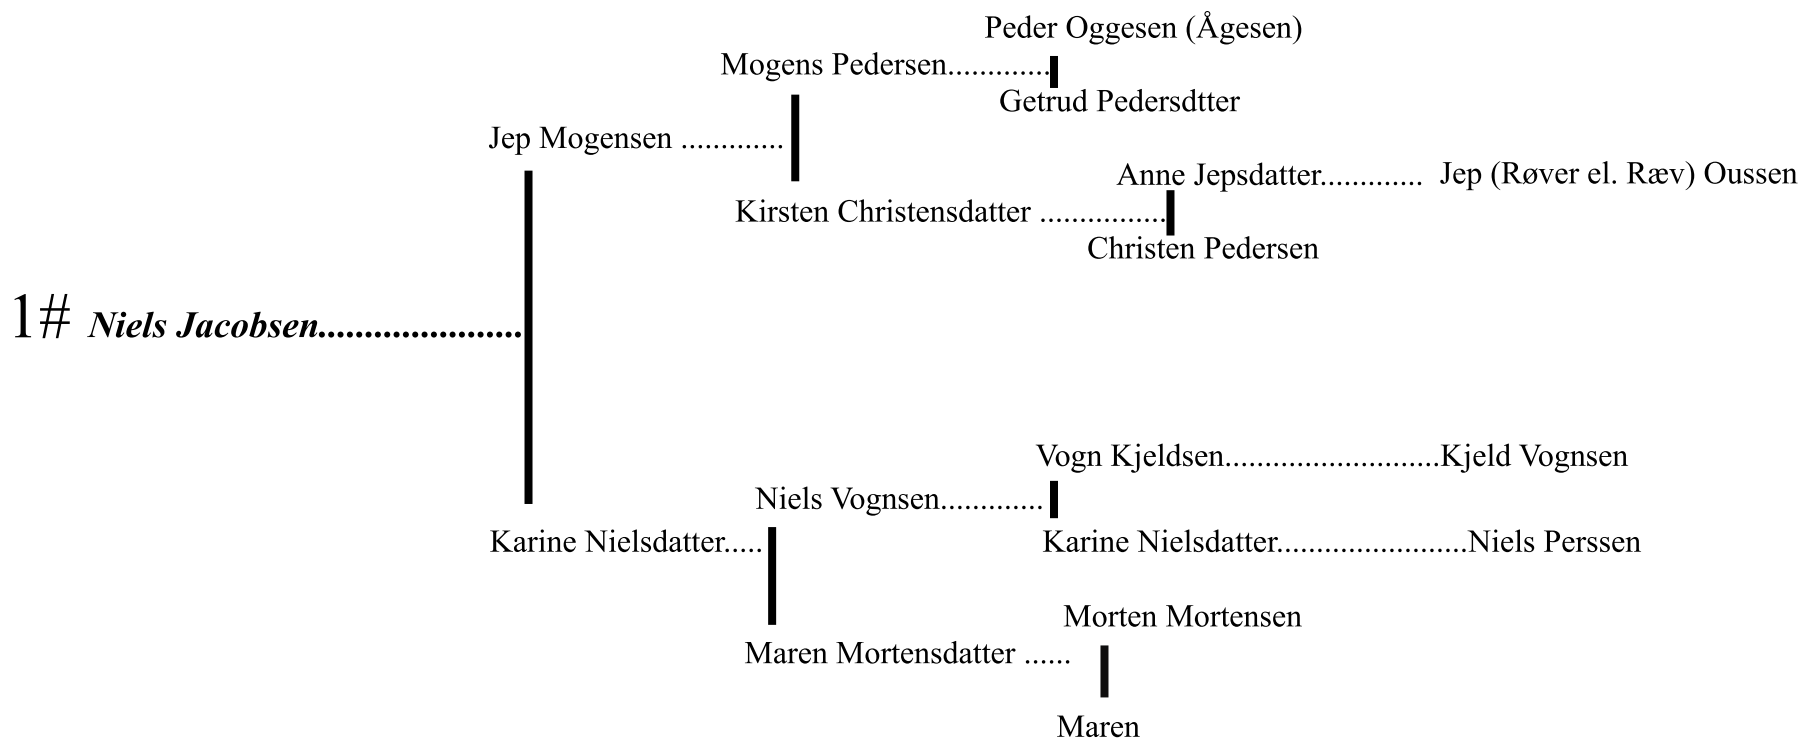 Peder Oggesen (Ågesen)
Mogens Pedersen.............
Getrud Pedersdtter
Jep Mogensen .............
Anne Jepsdatter............. Jep (Røver el. Ræv) Oussen
Kirsten Christensdatter ................
Christen Pedersen
1# Niels Jacobsen......................
Vogn Kjeldsen...........................Kjeld Vognsen
Niels Vognsen.............
Karine Nielsdatter.....
Karine Nielsdatter........................Niels Perssen
Morten Mortensen
Maren Mortensdatter ......
Maren